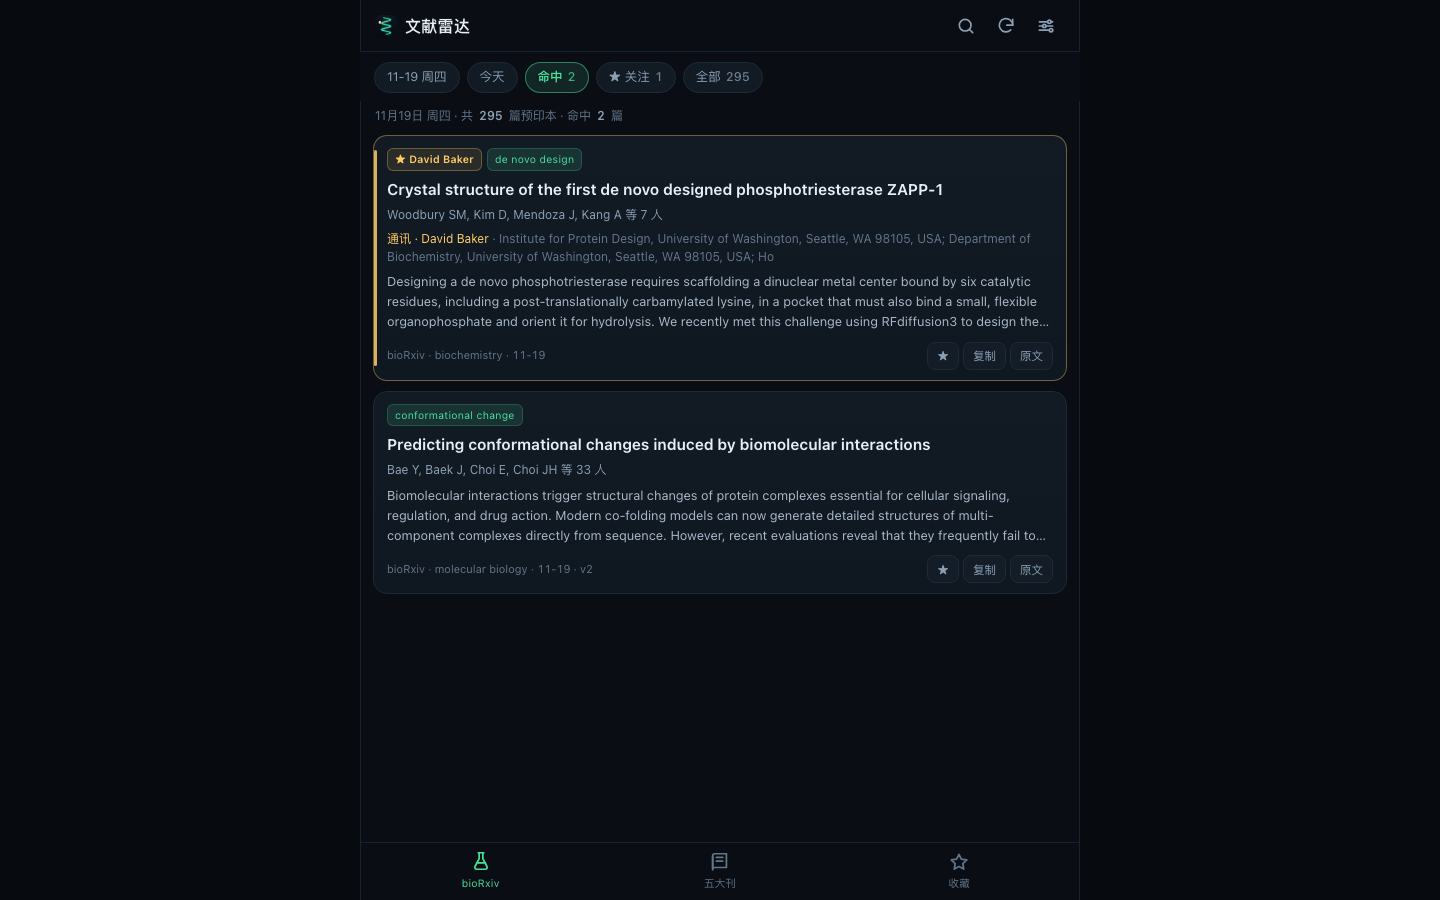 文献雷达
11-19 周四 今天 命中 2 ★ 关注 1 全部 295
11月19日 周四 · 共 295 篇预印本 · 命中 2 篇
★ David Baker de novo design
Crystal structure of the first de novo designed phosphotriesterase ZAPP-1
Woodbury SM, Kim D, Mendoza J, Kang A 等 7 人
通讯 · David Baker · Institute for Protein Design, University of Washington, Seattle, WA 98105, USA; Department of
Biochemistry, University of Washington, Seattle, WA 98105, USA; Ho
Designing a de novo phosphotriesterase requires scaffolding a dinuclear metal center bound by six catalytic
residues, including a post-translationally carbamylated lysine, in a pocket that must also bind a small, flexible
organophosphate and orient it for hydrolysis. We recently met this challenge using RFdiffusion3 to design the…
bioRxiv · biochemistry · 11-19 ★ 复制 原文
conformational change
Predicting conformational changes induced by biomolecular interactions
Bae Y, Baek J, Choi E, Choi JH 等 33 人
Biomolecular interactions trigger structural changes of protein complexes essential for cellular signaling,
regulation, and drug action. Modern co-folding models can now generate detailed structures of multi-
component complexes directly from sequence. However, recent evaluations reveal that they frequently fail to…
bioRxiv · molecular biology · 11-19 · v2 ★ 复制 原文
bioRxiv 五大刊 收藏